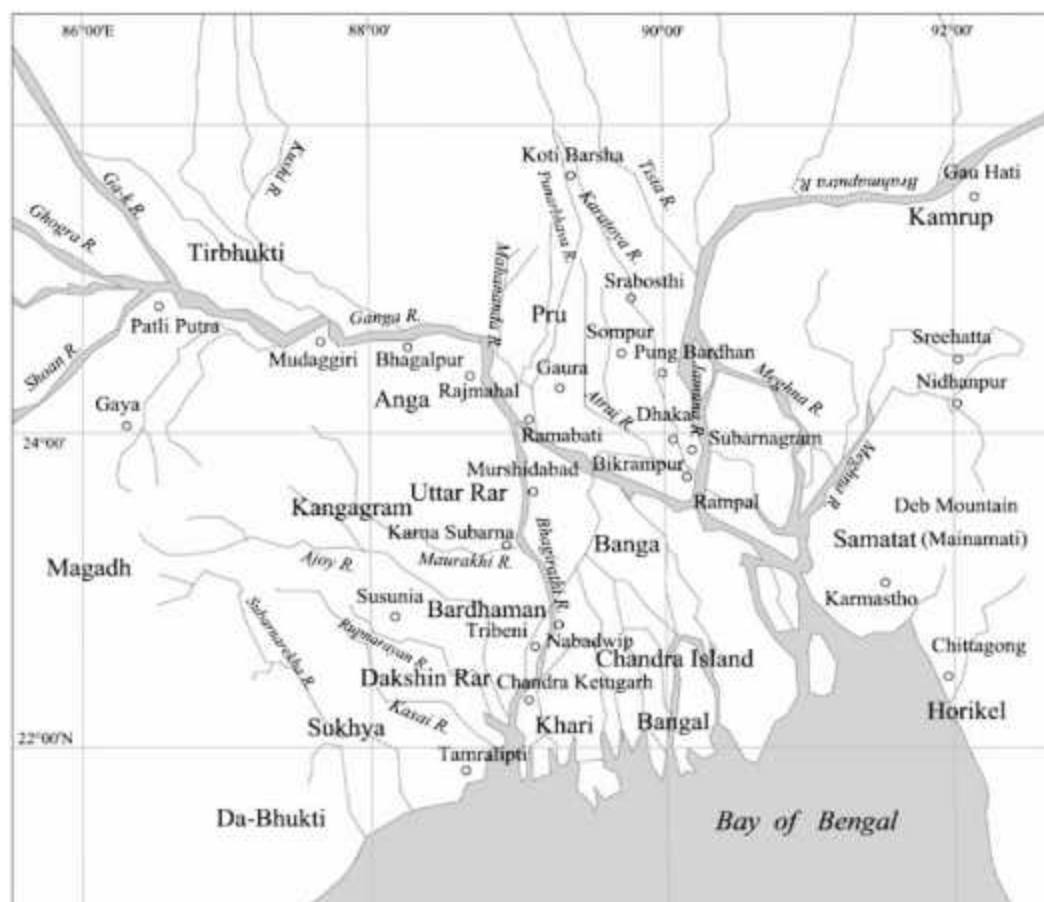 86°00'E
88°00'
90°00'
92°00'
Koti Barsha
Kushi R.
Ga-k R.
Ghogra R.
Tirbhukti
Punarbhava R.
Karatoya R.
Tista R.
Brahmaputra R.
Gau Hati
Kamrup
Mahananda R.
Srabosthi
Patli Putra
Ganga R.
Pru
Sompur
Pung Bardhan
Sreehatta
Shoan R.
Mudaggiri
Bhagalpur
Rajmahal
Gaura
Jamuna R.
Meghna R.
Nidhanpur
Gaya
Anga
Atrai R.
Dhaka
24°00'
Ramabati
Subarnagram
Murshidabad
Bikrampur
Meghna R.
Uttar Rar
Rampal
Kangagram
Deb Mountain
Karna Subarna
Banga
Samatat (Mainamati)
Magadh
Ajoy R.
Maurakhi R.
Bhagirathi R.
Susunia
Bardhaman
Karmastho
Subarnarekha R.
Rupnarayan R.
Tribeni
Nabadwip
Chittagong
Dakshin Rar
Chandra Island
Chandra Ketugarh
Sukhya
Kasai R.
Khari
Bangal
Horikel
22°00'N
Tamralipti
Da-Bhukti
Bay of Bengal